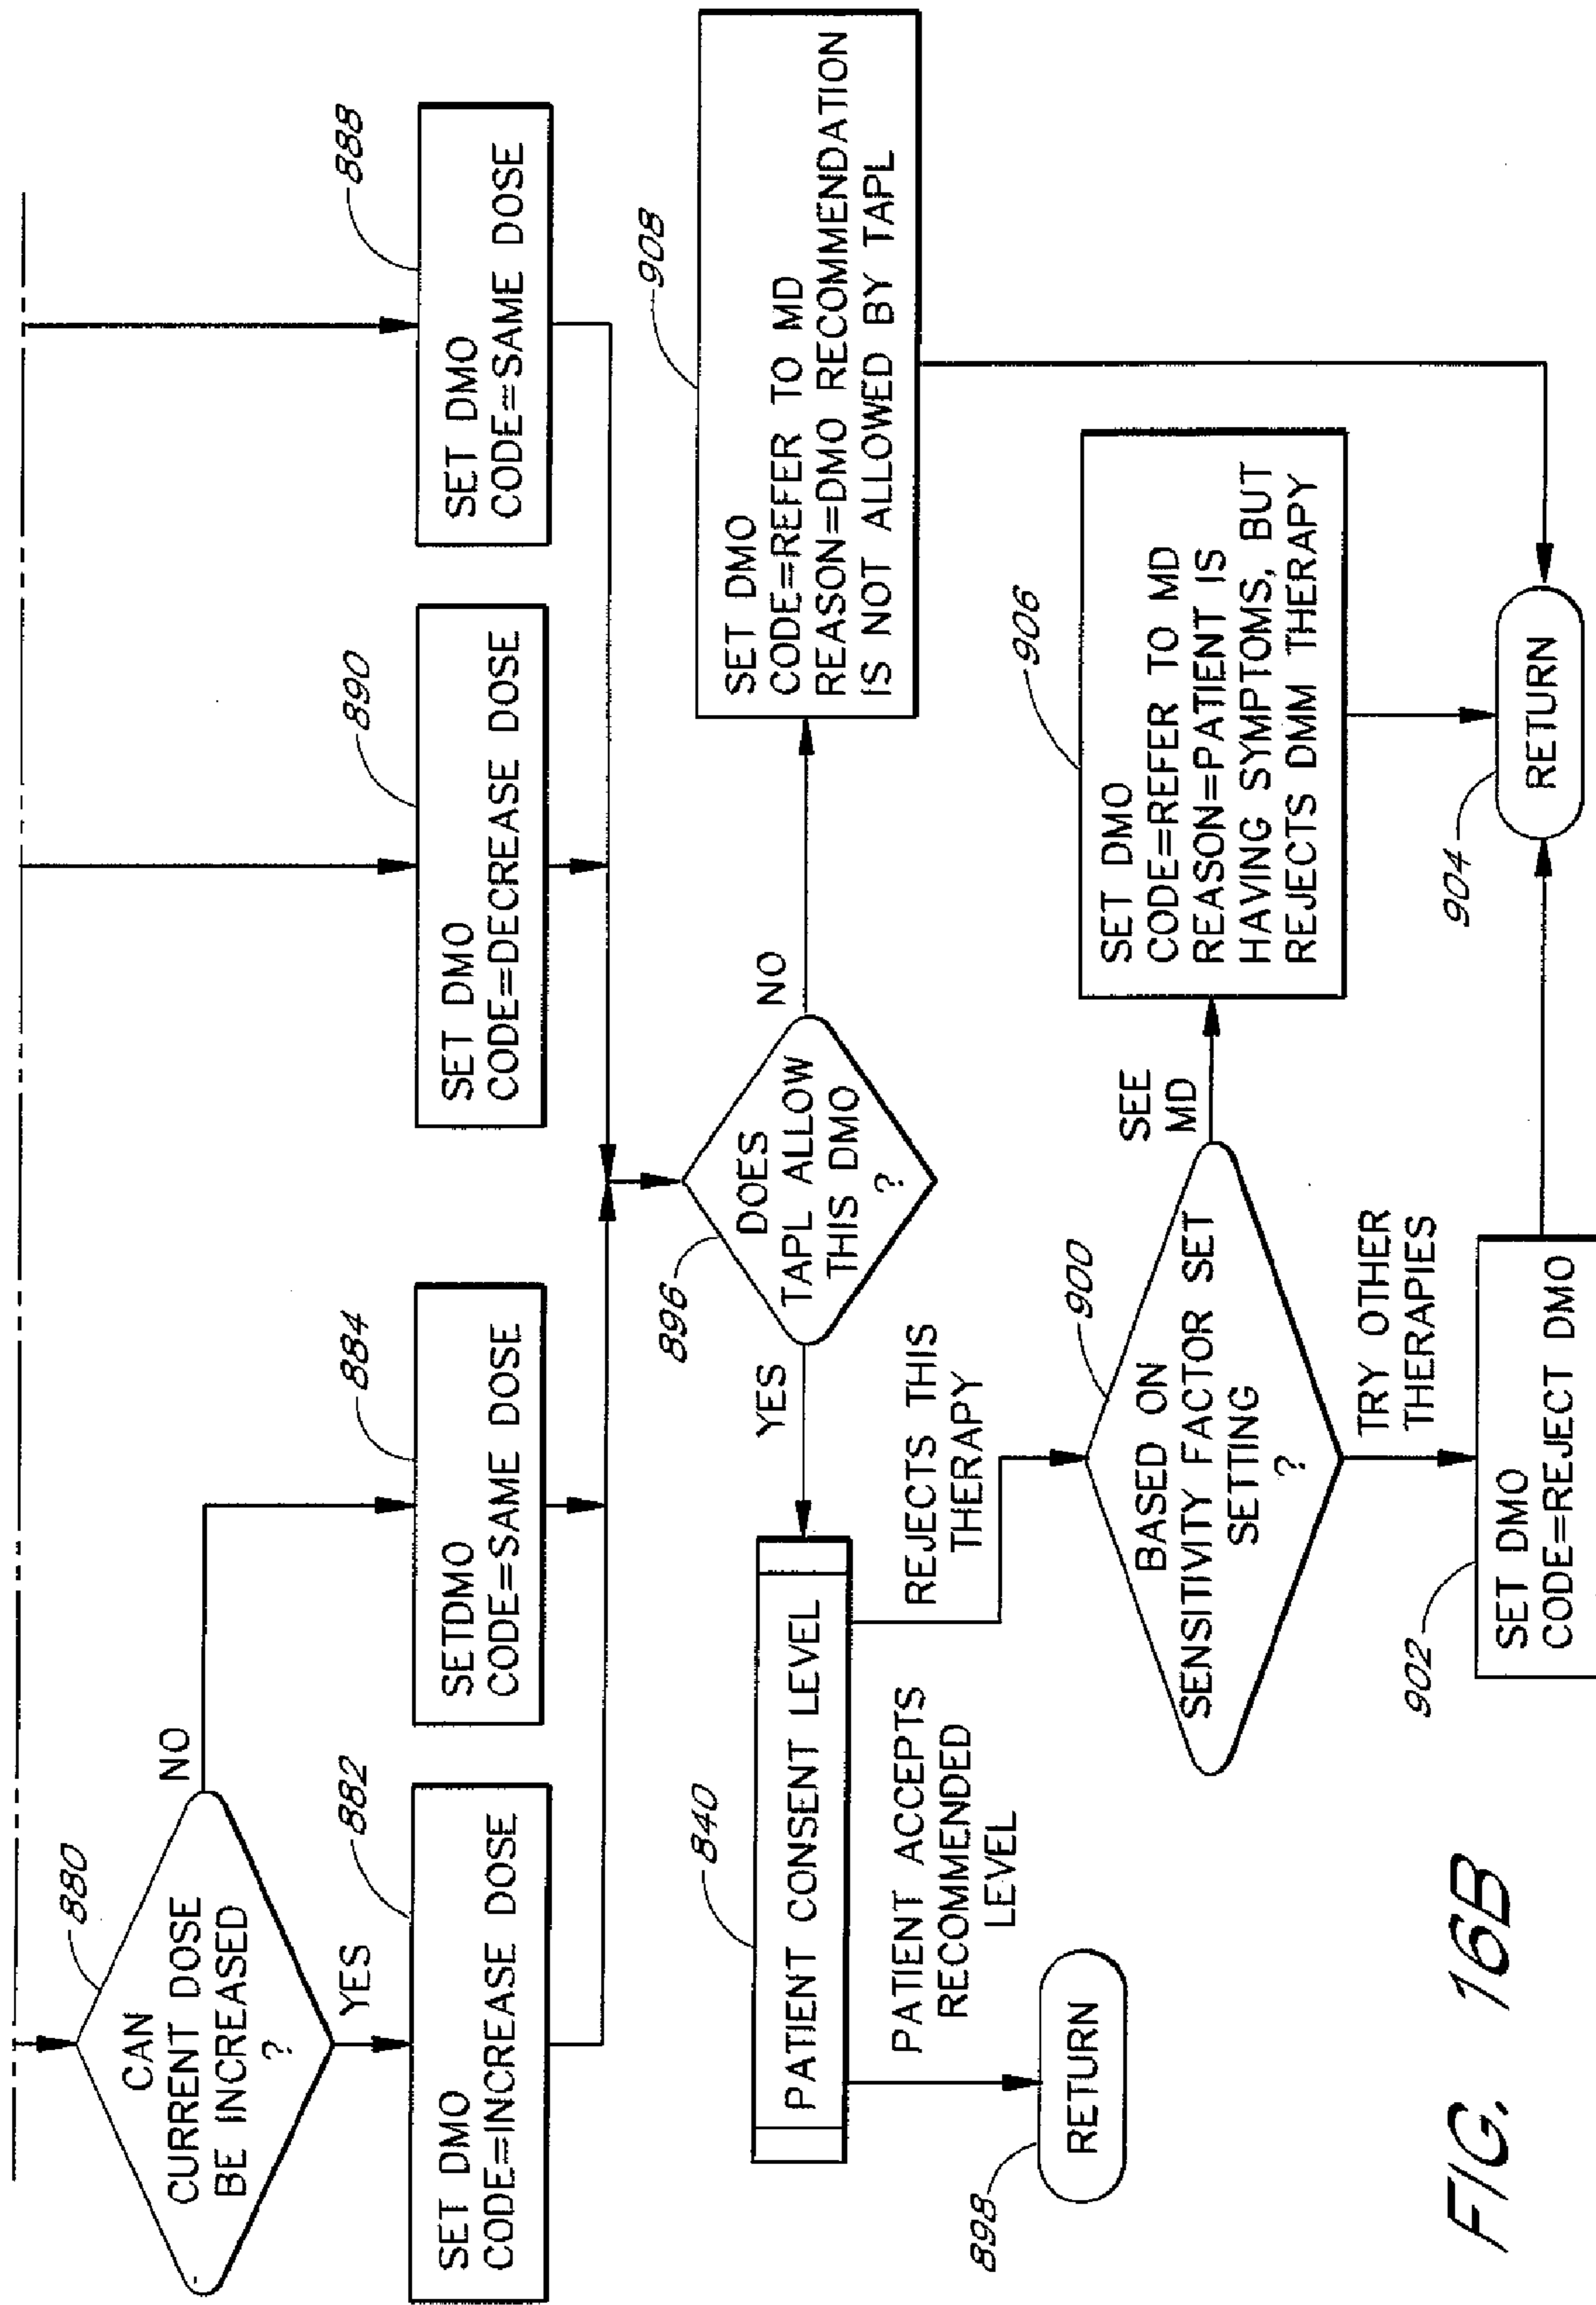 880
CAN
CURRENT DOSE
BE INCREASED
?
NO
YES
882
SET DMO
CODE=INCREASE DOSE
884
SETDMO
CODE=SAME DOSE
890
SET DMO
CODE=DECREASE DOSE
888
SET DMO
CODE=SAME DOSE
896
DOES
TAPL ALLOW
THIS DMO
?
NO
YES
908
SET DMO
CODE=REFER TO MD
REASON=DMO RECOMMENDATION
IS NOT ALLOWED BY TAPL
840
PATIENT CONSENT LEVEL
PATIENT ACCEPTS
RECOMMENDED
LEVEL
REJECTS THIS
THERAPY
898
RETURN
900
BASED ON
SENSITIVITY FACTOR SET
SETTING
?
SEE
MD
TRY OTHER
THERAPIES
906
SET DMO
CODE=REFER TO MD
REASON=PATIENT IS
HAVING SYMPTOMS, BUT
REJECTS DMM THERAPY
902
SET DMO
CODE=REJECT DMO
904
RETURN
FIG. 16B